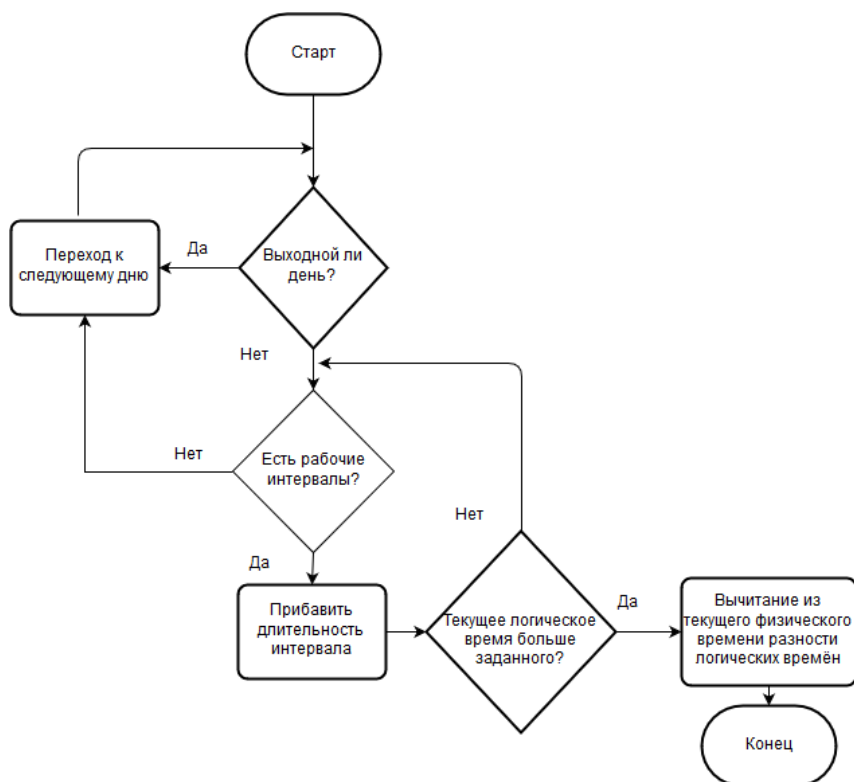 Старт
Да
Переход к
следующему дню
Выходной ли
день?
Нет
Нет
Есть рабочие
интервалы?
Да
Нет
Прибавить
длительность
интервала
Текущее логическое
время больше
заданного?
Да
Вычитание из
текущего физического
времени разности
логических времён
Конец